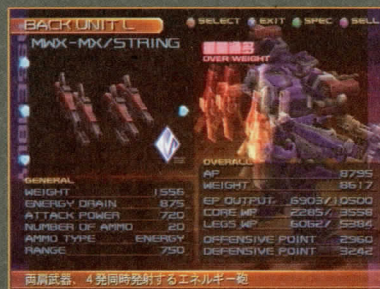 BACK UNIT L
SELECT EXIT SPEC SELL
MWX-MX/STRING
OVER WEIGHT
GENERAL
WEIGHT 1556
ENERGY DRAIN 875
ATTACK POWER 720
NUMBER OF AMMO 20
AMMO TYPE ENERGY
RANGE 750
OVERALL
AP 8795
WEIGHT 8617
EP OUTPUT 6903/10500
CORE WP 2285/3558
LEGS WP 6062/5384
OFFENSIVE POINT 2960
DEFENSIVE POINT 3242
両肩武器、4発同時発射するエネルギー砲